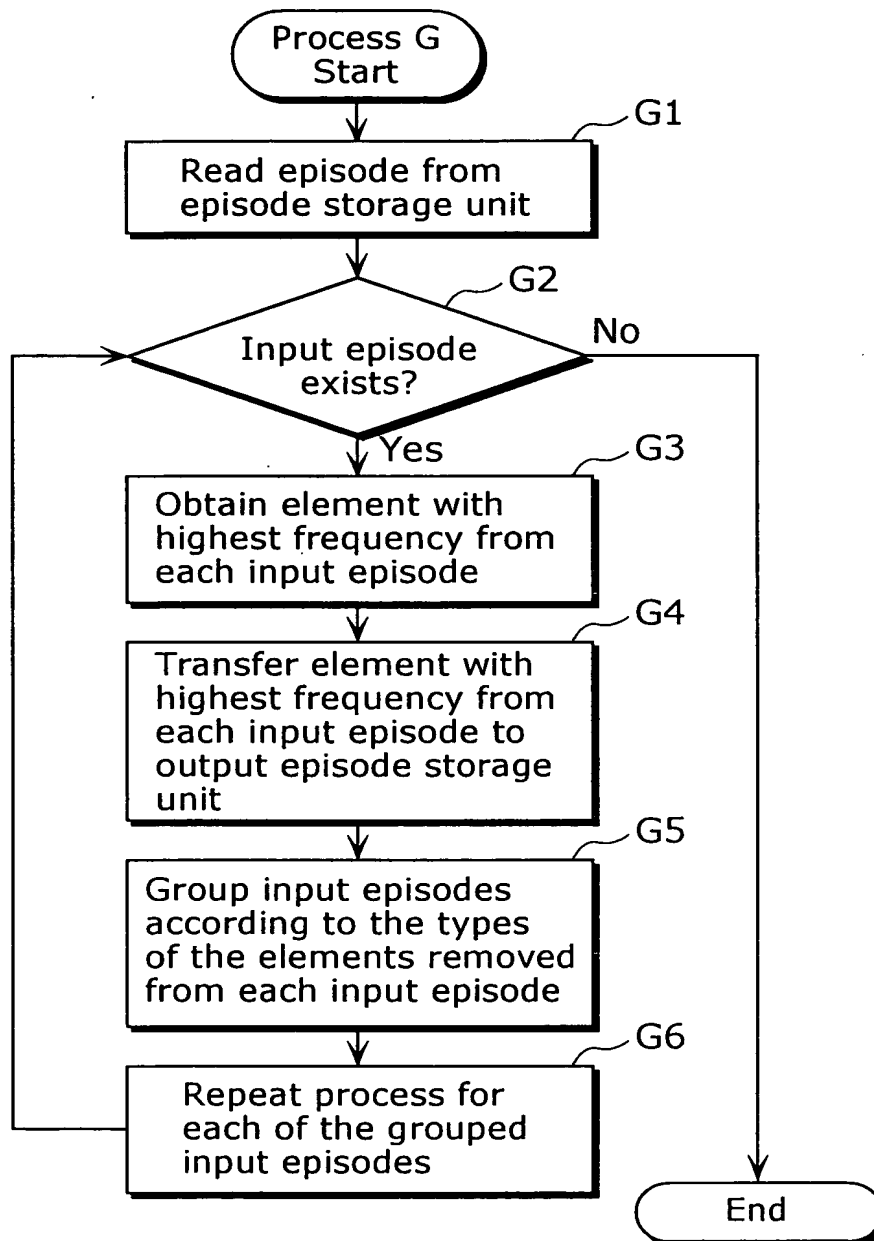 Process G
Start
G1
Read episode from
episode storage unit
G2
Input episode
exists?
No
Yes
G3
Obtain element with
highest frequency from
each input episode
G4
Transfer element with
highest frequency from
each input episode to
output episode storage
unit
G5
Group input episodes
according to the types
of the elements removed
from each input episode
G6
Repeat process for
each of the grouped
input episodes
End